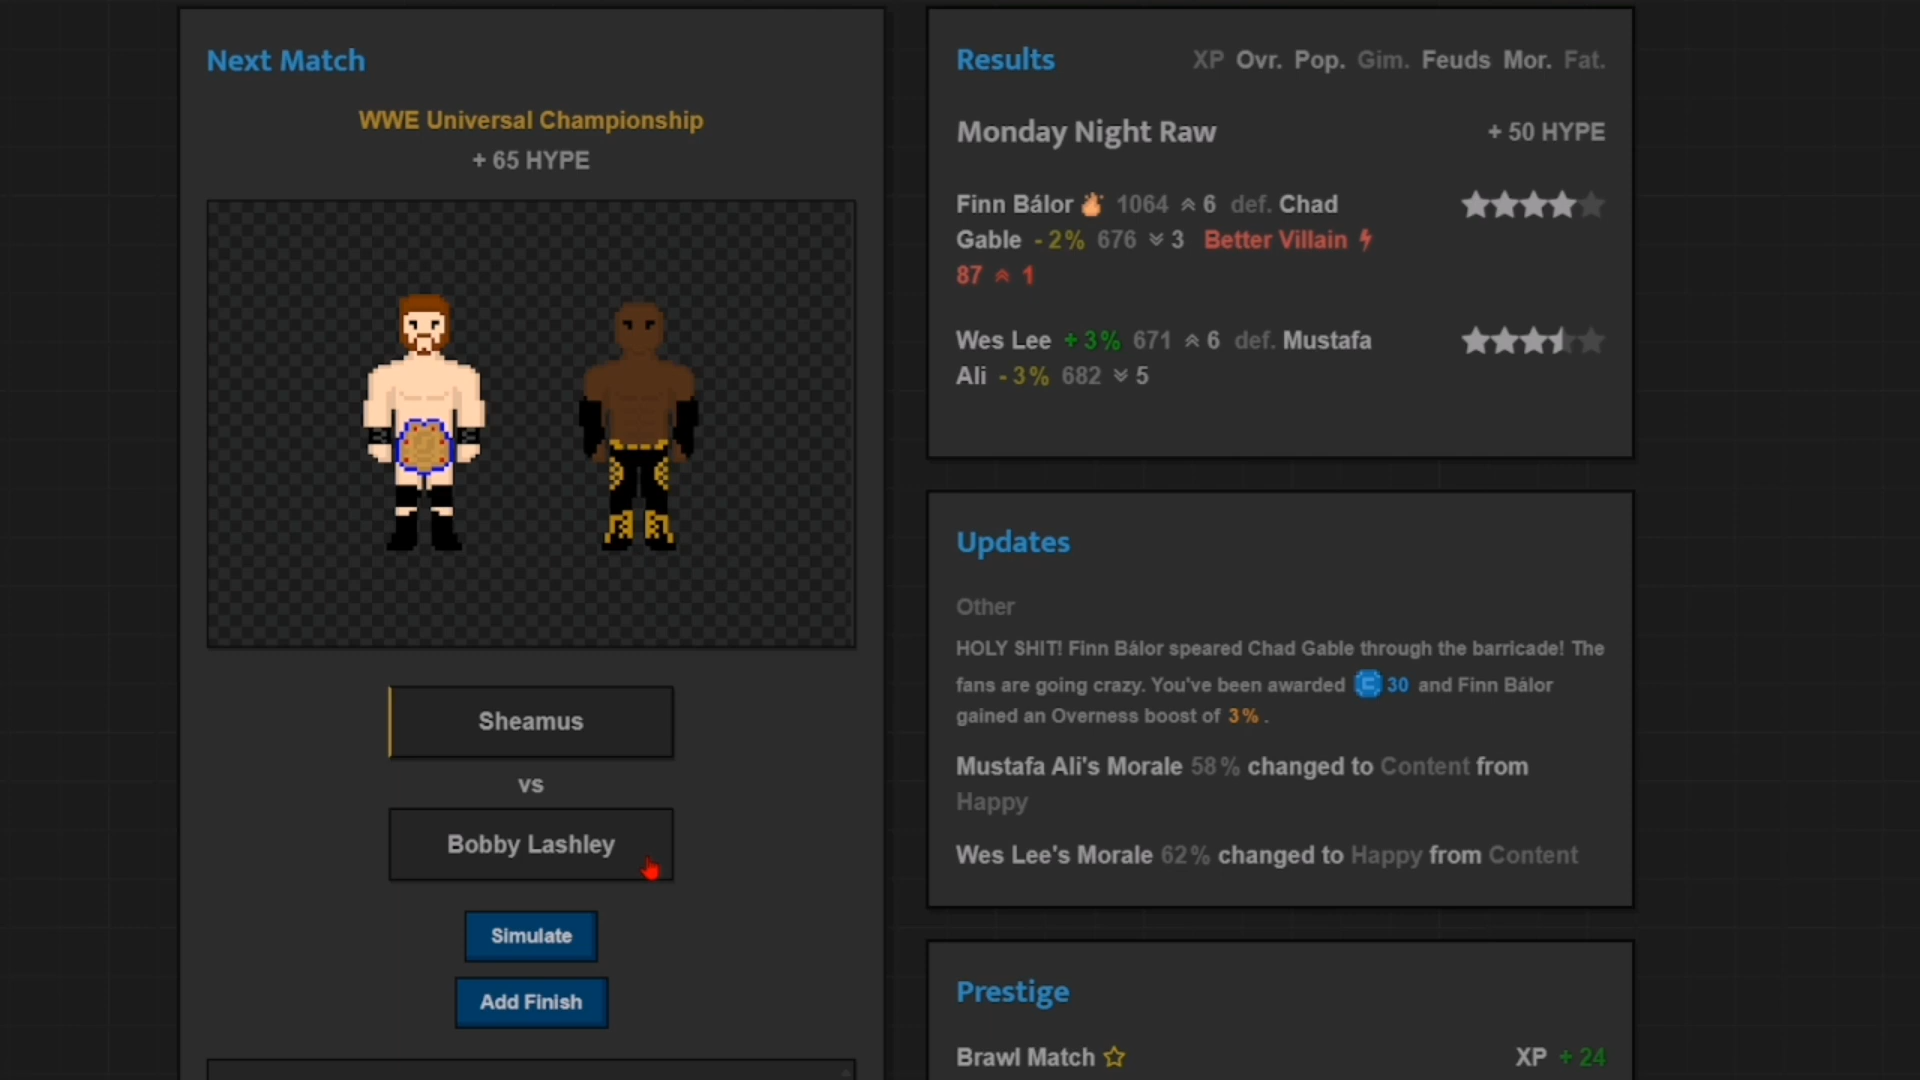 Next Match
WWE Universal Championship
+ 65 HYPE
Sheamus
vs
Bobby Lashley
Simulate
Add Finish
Results
XP Ovr. Pop. Gim. Feuds Mor. Fat.
Monday Night Raw + 50 HYPE
Finn Bálor 1064 6 def. Chad
Gable - 2% 676 3 Better Villain
87 1
Wes Lee + 3% 671 6 def. Mustafa
Ali - 3% 682 5
Updates
Other
HOLY SHIT! Finn Bálor speared Chad Gable through the barricade! The
fans are going crazy. You've been awarded C 30 and Finn Bálor
gained an Overness boost of 3% .
Mustafa Ali's Morale 58% changed to Content from
Happy
Wes Lee's Morale 62% changed to Happy from Content
Prestige
Brawl Match XP + 24